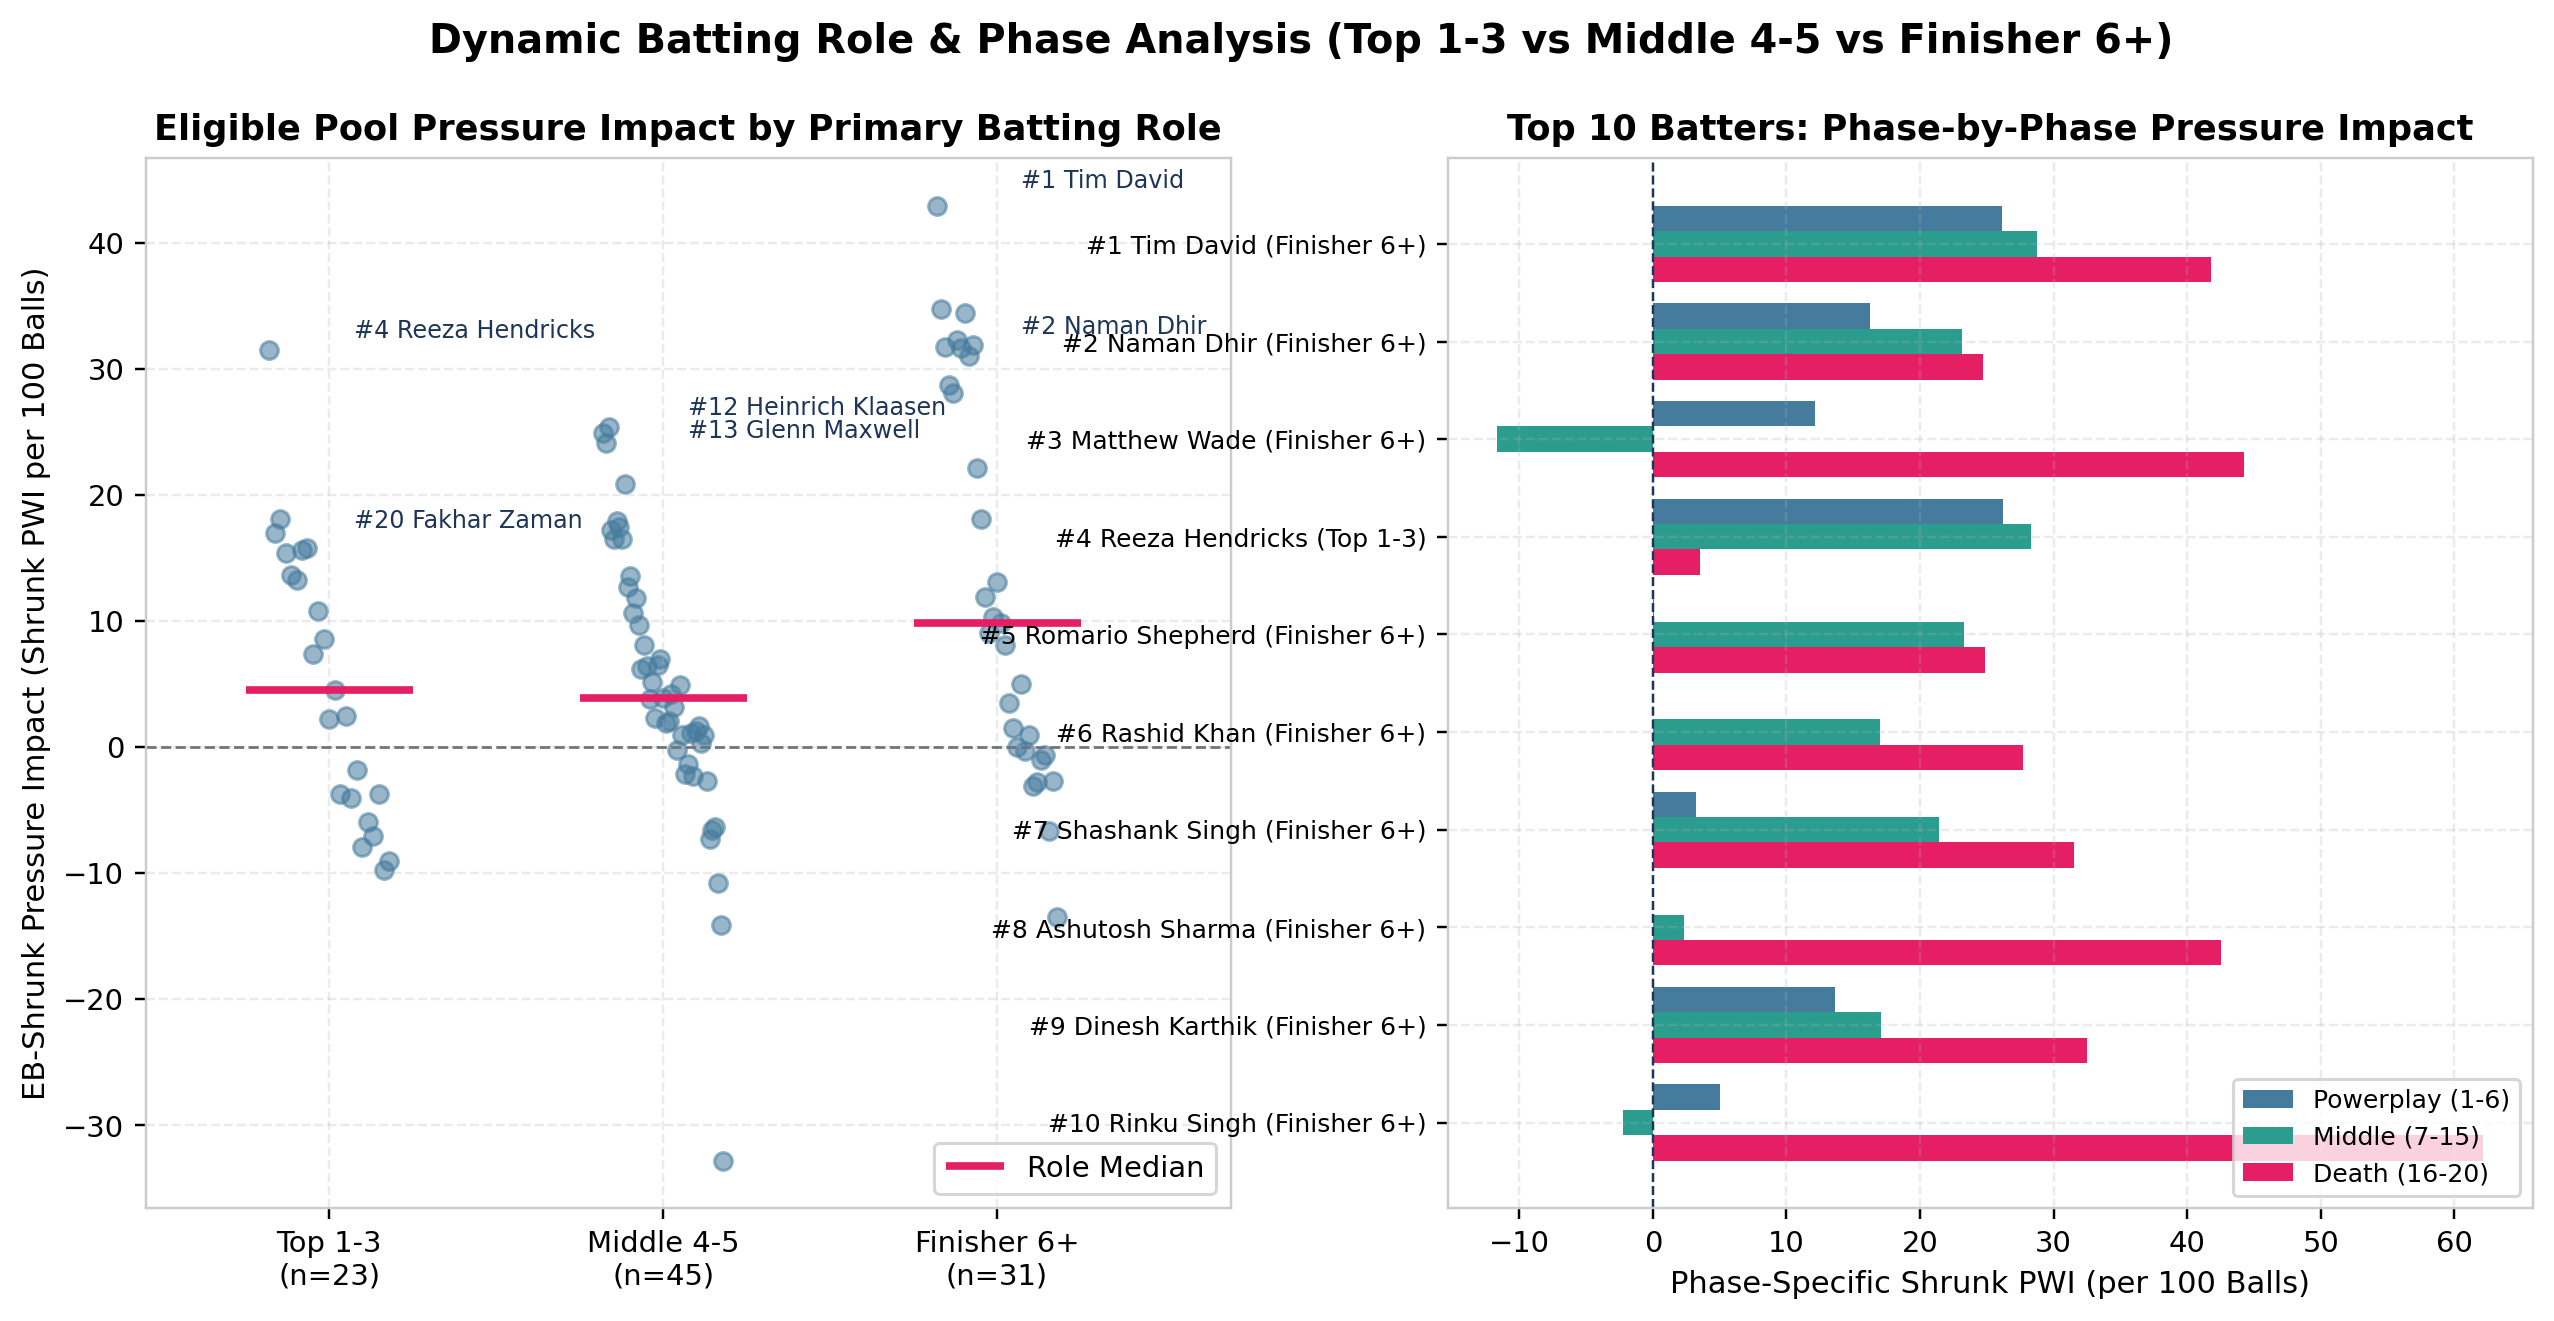 Dynamic Batting Role & Phase Analysis (Top 1-3 vs Middle 4-5 vs Finisher 6+)
Eligible Pool Pressure Impact by Primary Batting Role
EB-Shrunk Pressure Impact (Shrunk PWI per 100 Balls)
40
30
20
10
0
−10
−20
−30
#1 Tim David
#4 Reeza Hendricks
#2 Naman Dhir
#12 Heinrich Klaasen
#13 Glenn Maxwell
#20 Fakhar Zaman
Role Median
Top 1-3
(n=23)
Middle 4-5
(n=45)
Finisher 6+
(n=31)
Top 10 Batters: Phase-by-Phase Pressure Impact
#1 Tim David (Finisher 6+)
#2 Naman Dhir (Finisher 6+)
#3 Matthew Wade (Finisher 6+)
#4 Reeza Hendricks (Top 1-3)
#5 Romario Shepherd (Finisher 6+)
#6 Rashid Khan (Finisher 6+)
#7 Shashank Singh (Finisher 6+)
#8 Ashutosh Sharma (Finisher 6+)
#9 Dinesh Karthik (Finisher 6+)
#10 Rinku Singh (Finisher 6+)
Powerplay (1-6)
Middle (7-15)
Death (16-20)
−10
0
10
20
30
40
50
60
Phase-Specific Shrunk PWI (per 100 Balls)